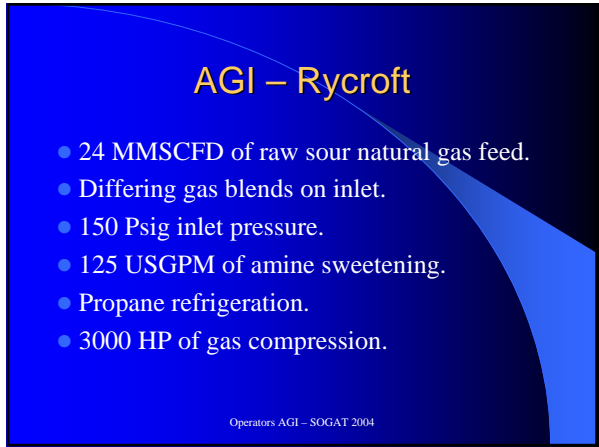 AGI – Rycroft
● 24 MMSCFD of raw sour natural gas feed.
● Differing gas blends on inlet.
● 150 Psig inlet pressure.
● 125 USGPM of amine sweetening.
● Propane refrigeration.
● 3000 HP of gas compression.
Operators AGI – SOGAT 2004